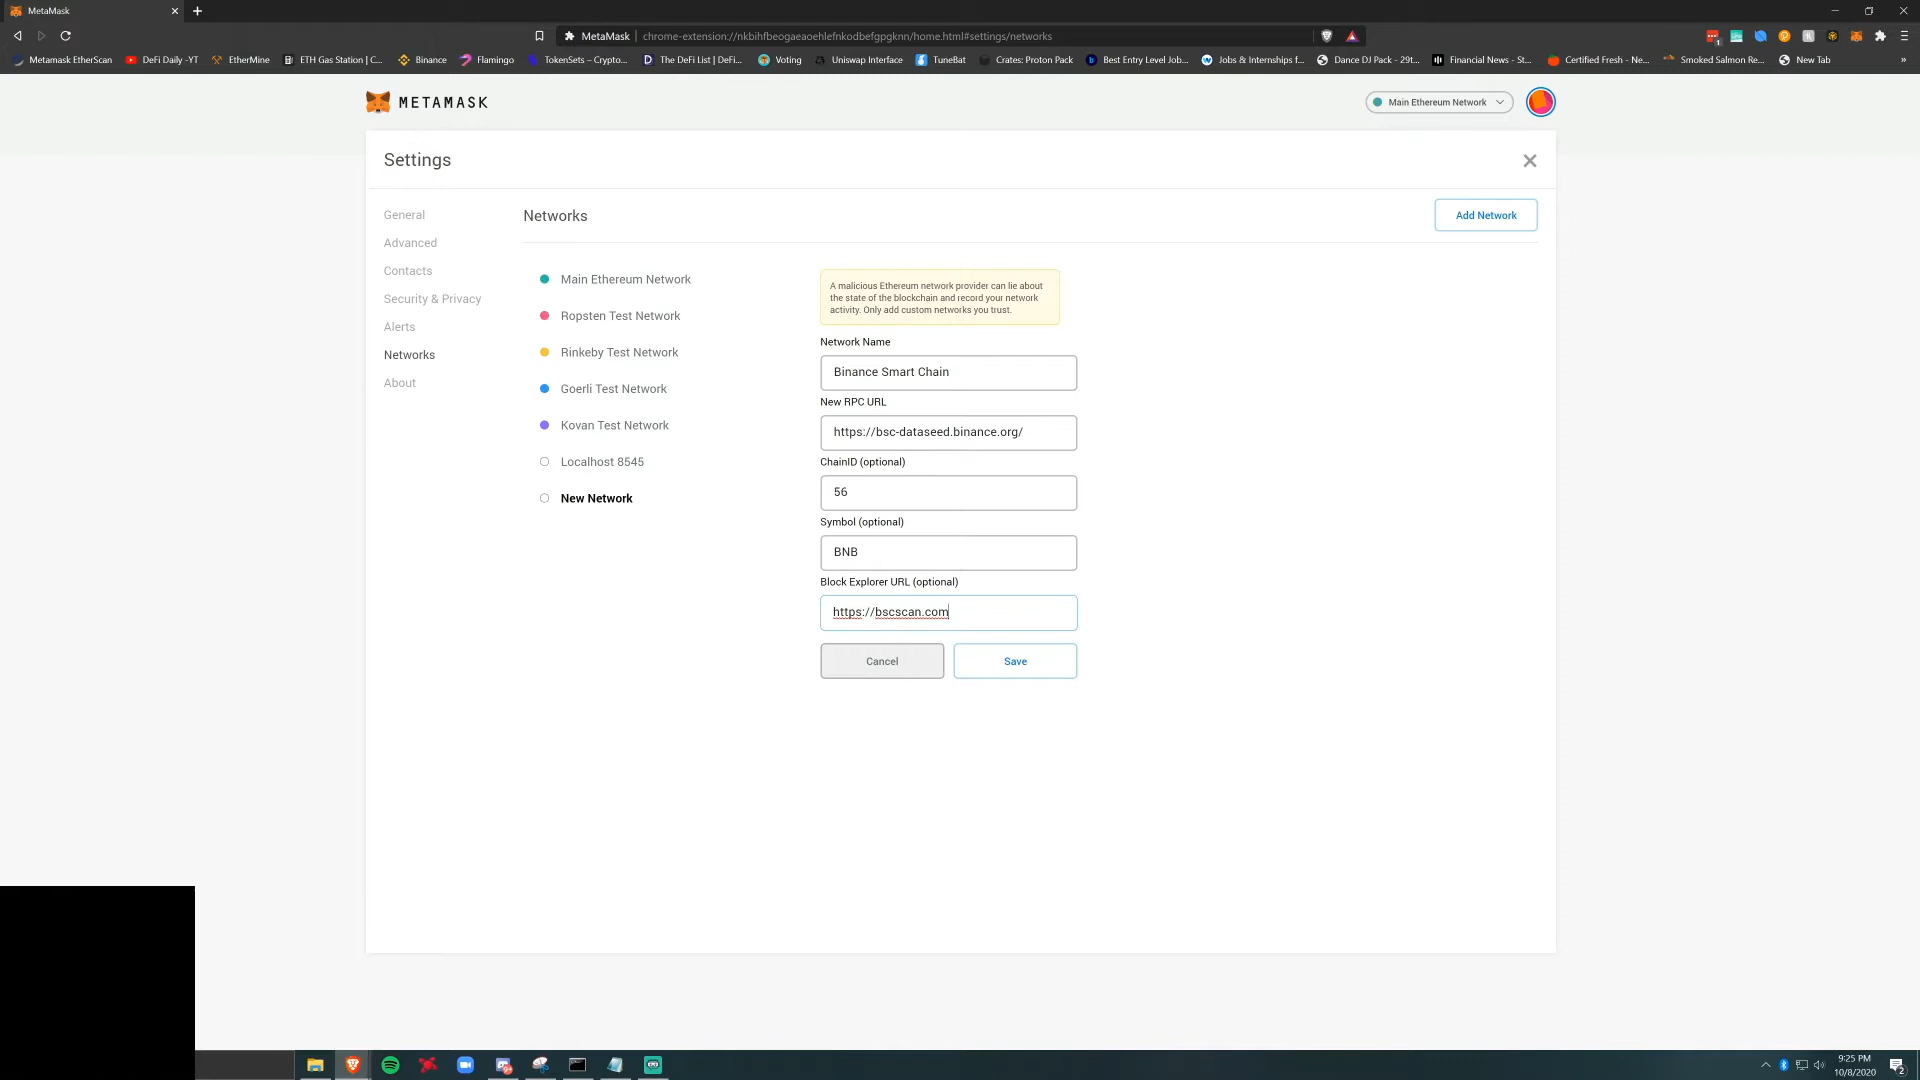 MetaMask
MetaMask chrome-extension://nkbihfbeogaeaoehlefnkodbefgpgknn/home.html#settings/networks
Metamask EtherScan DeFi Daily -YT EtherMine ETH Gas Station | C... Binance Flamingo TokenSets – Crypto... The DeFi List | DeFi... Voting Uniswap Interface TuneBat Crates: Proton Pack Best Entry Level Job... Jobs & Internships f... Dance DJ Pack - 29t... Financial News - St... Certified Fresh - Ne... Smoked Salmon Re... New Tab »
METAMASK
Main Ethereum Network
Settings
General
Advanced
Contacts
Security & Privacy
Alerts
Networks
About
Networks
Add Network
Main Ethereum Network
Ropsten Test Network
Rinkeby Test Network
Goerli Test Network
Kovan Test Network
Localhost 8545
New Network
A malicious Ethereum network provider can lie about
the state of the blockchain and record your network
activity. Only add custom networks you trust.
Network Name
Binance Smart Chain
New RPC URL
https://bsc-dataseed.binance.org/
ChainID (optional)
56
Symbol (optional)
BNB
Block Explorer URL (optional)
https://bscscan.com
Cancel
Save
9:25 PM
10/8/2020
2